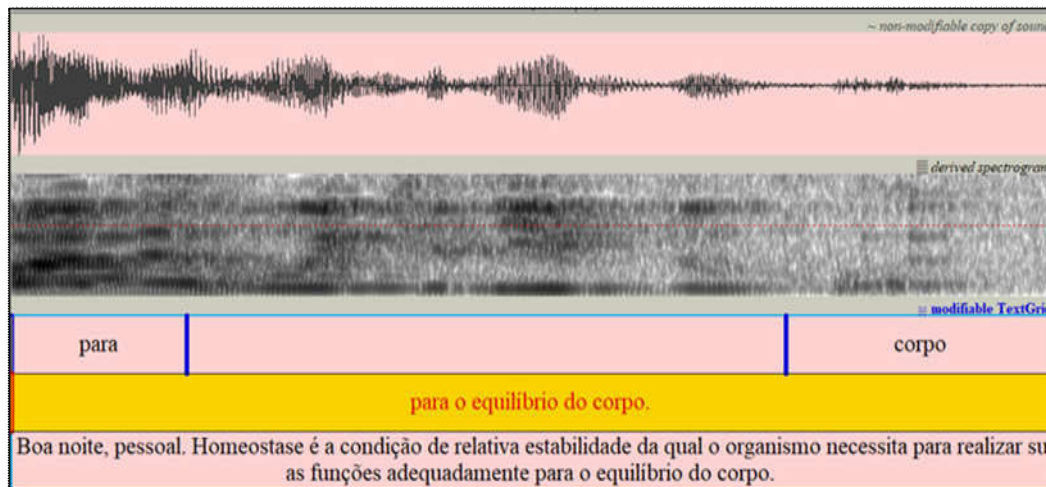 ~ non-modifiable copy of sound
derived spectrogram
modifiable TextGrid
para
corpo
para o equilíbrio do corpo.
Boa noite, pessoal. Homeostase é a condição de relativa estabilidade da qual o organismo necessita para realizar su
as funções adequadamente para o equilíbrio do corpo.